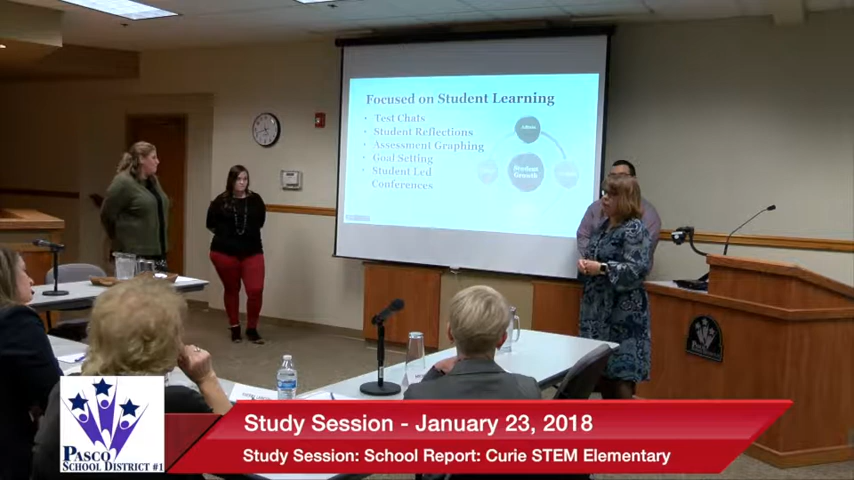 Focused on Student Learning
• Test Chats
• Student Reflections
• Assessment Graphing
• Goal Setting
• Student Led
Conferences
Student
Growth
Study Session - January 23, 2018
Study Session: School Report: Curie STEM Elementary
PASCO
SCHOOL DISTRICT #1